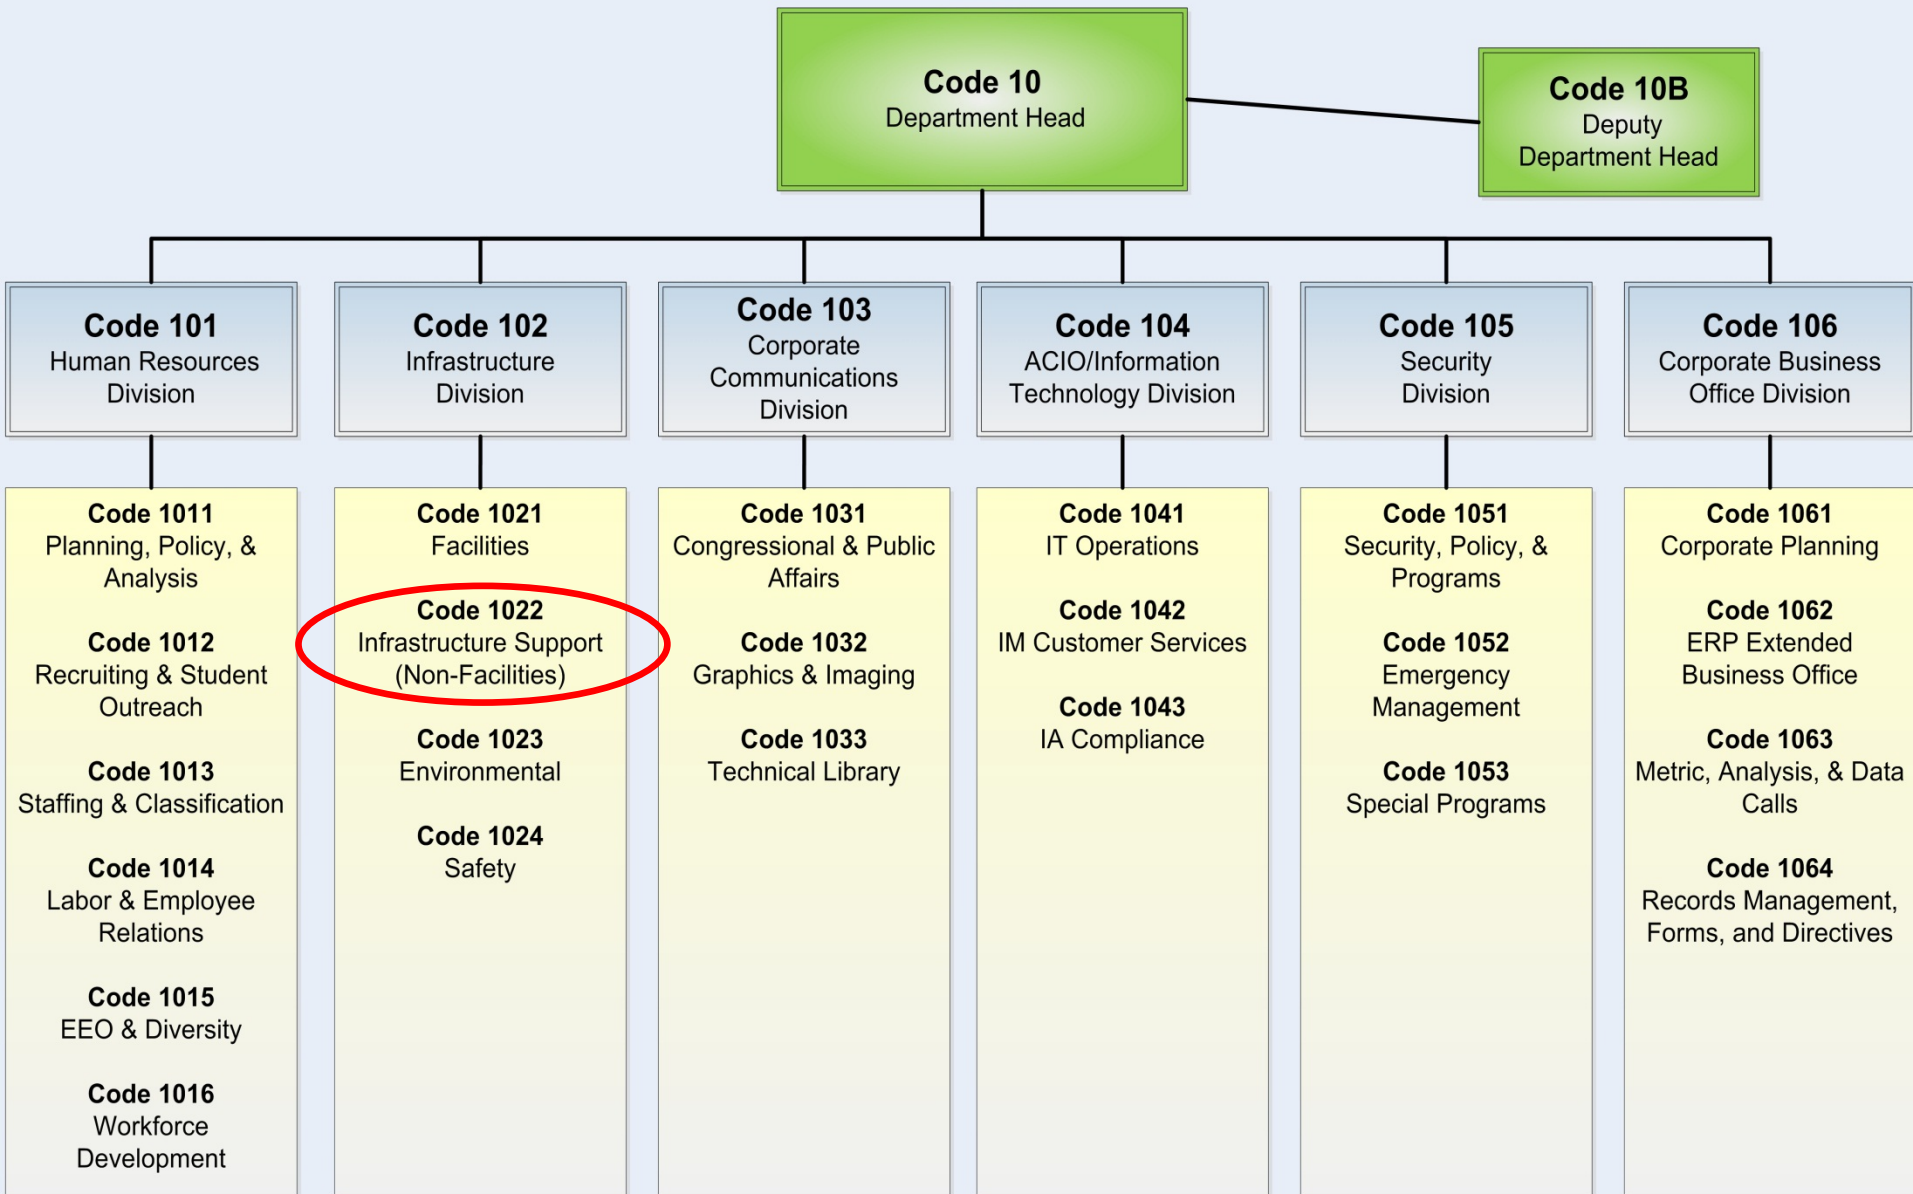 Code 10
Department Head
Code 10B
Deputy
Department Head
Code 101
Human Resources
Division
Code 102
Infrastructure
Division
Code 103
Corporate
Communications
Division
Code 104
ACIO/Information
Technology Division
Code 105
Security
Division
Code 106
Corporate Business
Office Division
Code 1011
Planning, Policy, &
Analysis
Code 1012
Recruiting & Student
Outreach
Code 1013
Staffing & Classification
Code 1014
Labor & Employee
Relations
Code 1015
EEO & Diversity
Code 1016
Workforce
Development
Code 1021
Facilities
Code 1022
Infrastructure Support
(Non-Facilities)
Code 1023
Environmental
Code 1024
Safety
Code 1031
Congressional & Public
Affairs
Code 1032
Graphics & Imaging
Code 1033
Technical Library
Code 1041
IT Operations
Code 1042
IM Customer Services
Code 1043
IA Compliance
Code 1051
Security, Policy, &
Programs
Code 1052
Emergency
Management
Code 1053
Special Programs
Code 1061
Corporate Planning
Code 1062
ERP Extended
Business Office
Code 1063
Metric, Analysis, & Data
Calls
Code 1064
Records Management,
Forms, and Directives